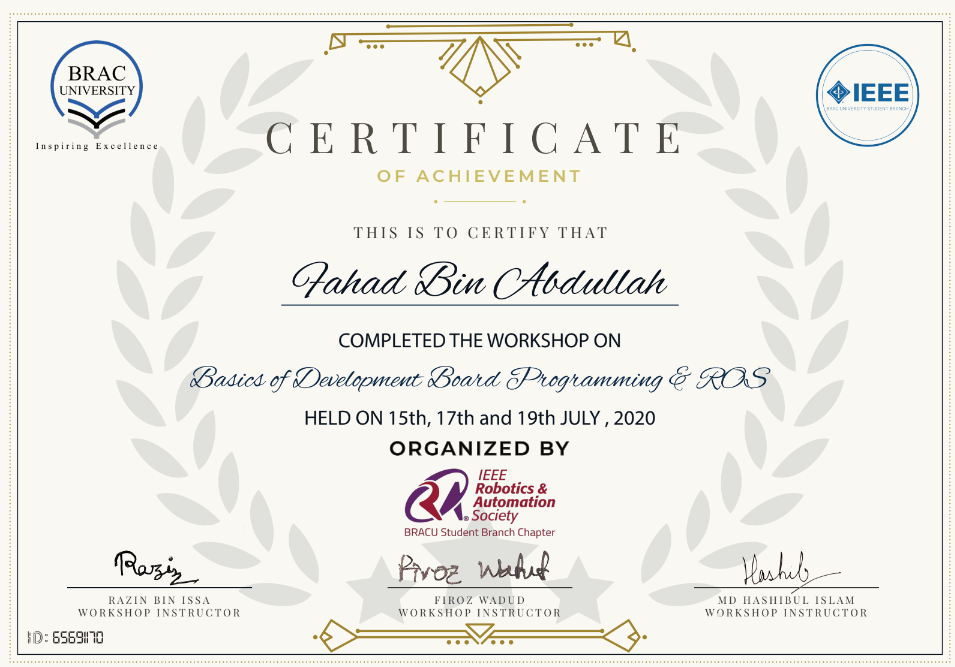 BRAC
UNIVERSITY
Inspiring Excellence
IEEE
BRAC UNIVERSITY STUDENT BRANCH
CERTIFICATE
OF ACHIEVEMENT
THIS IS TO CERTIFY THAT
Fahad Bin Abdullah
COMPLETED THE WORKSHOP ON
Basics of Development Board Programming & ROS
HELD ON 15th, 17th and 19th JULY , 2020
ORGANIZED BY
IEEE
Robotics &
Automation
Society
BRACU Student Branch Chapter
Razin
RAZIN BIN ISSA
WORKSHOP INSTRUCTOR
Firoz Wadud
FIROZ WADUD
WORKSHOP INSTRUCTOR
Hashib
MD HASHIBUL ISLAM
WORKSHOP INSTRUCTOR
ID: 6569170